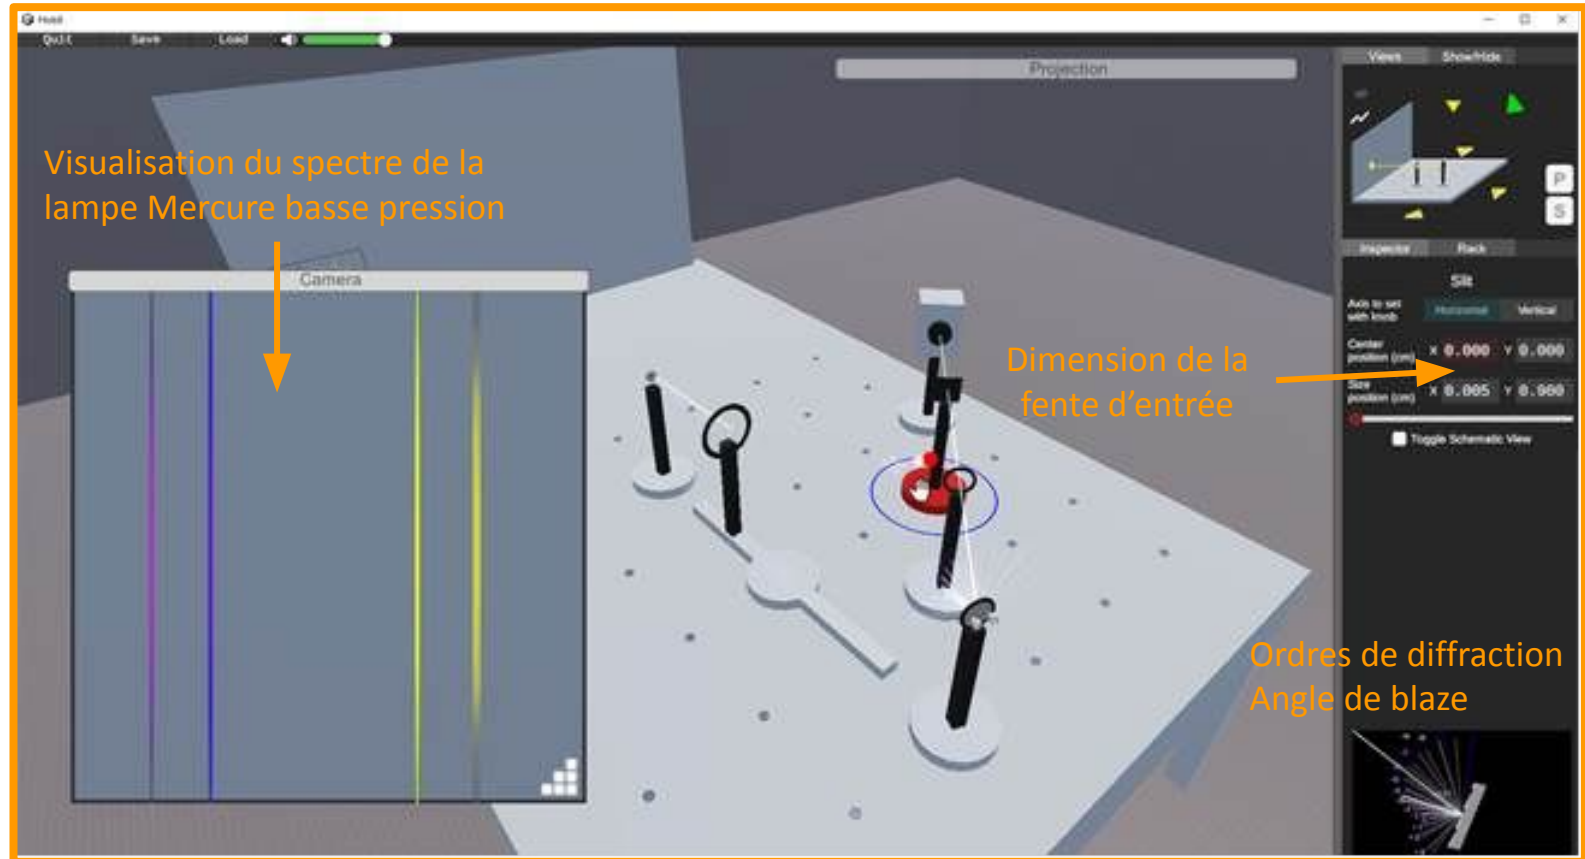 Hobit
Quit Save Load
Projection
Views Show/Hide
Visualisation du spectre de la
lampe Mercure basse pression
P
S
Inspector Rack
Camera
Slit
Axis to set
with knob
Horizontal Vertical
Center
position (cm)
X 0.000 Y 0.000
Dimension de la
fente d’entrée
Size
position (cm)
X 0.005 Y 0.900
Toggle Schematic View
Ordres de diffraction
Angle de blaze